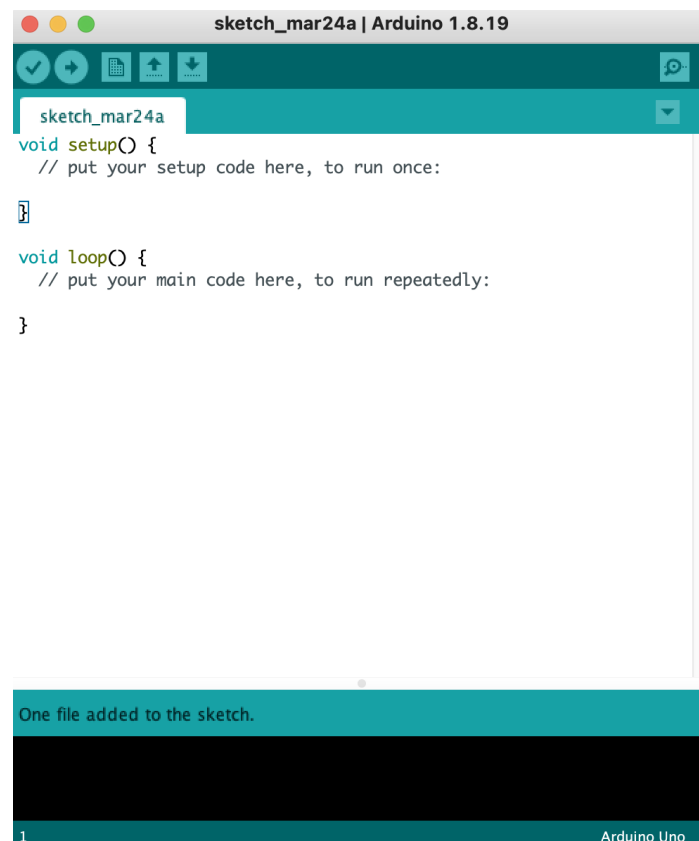 sketch_mar24a | Arduino 1.8.19
sketch_mar24a
void setup() {
  // put your setup code here, to run once:
}
void loop() {
  // put your main code here, to run repeatedly:
}
One file added to the sketch.
1
Arduino Uno